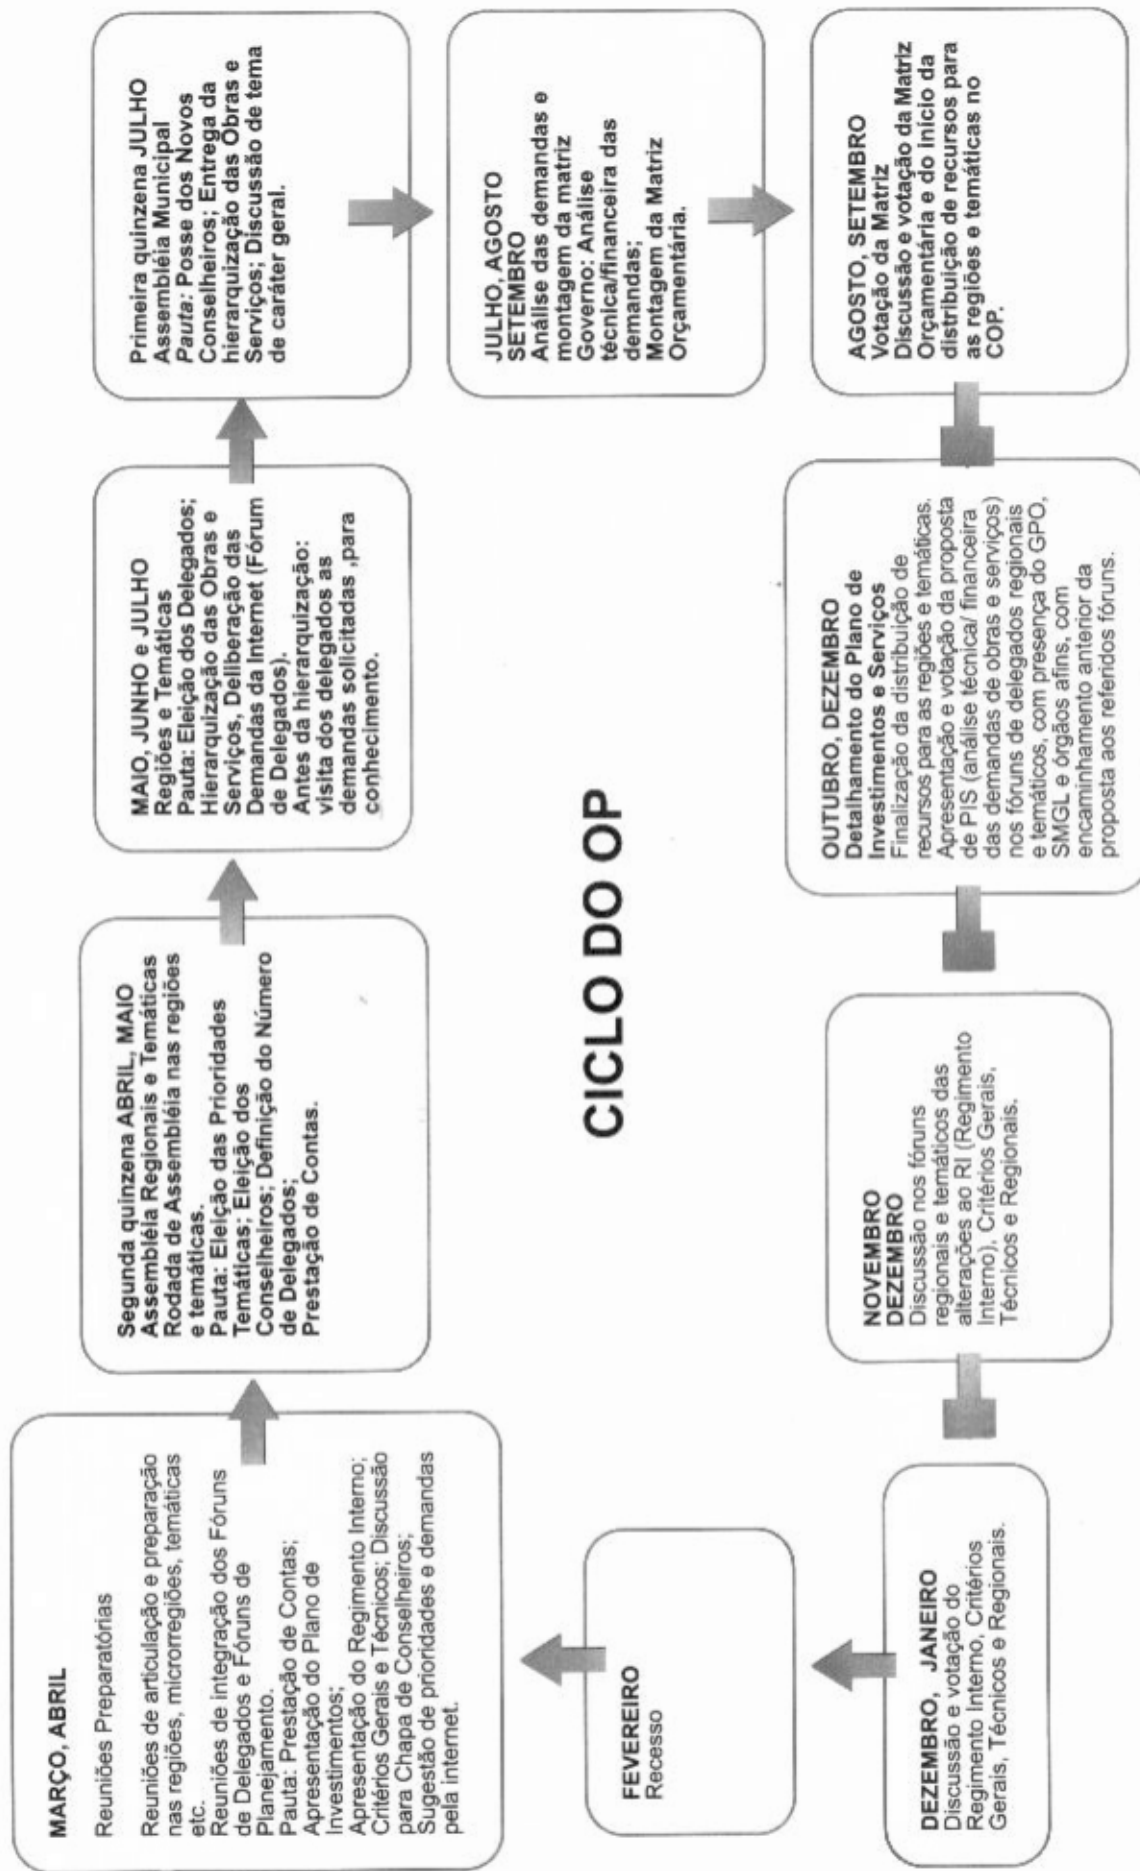 MARÇO, ABRIL
Reuniões Preparatórias
Reuniões de articulação e preparação
nas regiões, microrregiões, temáticas
etc.
Reuniões de integração dos Fóruns
de Delegados e Fóruns de
Planejamento.
Pauta: Prestação de Contas;
Apresentação do Plano de
Investimentos;
Apresentação do Regimento Interno;
Critérios Gerais e Técnicos; Discussão
para Chapa de Conselheiros;
Sugestão de prioridades e demandas
pela internet.
Segunda quinzena ABRIL, MAIO
Assembléia Regionais e Temáticas
Rodada de Assembléia nas regiões
e temáticas.
Pauta: Eleição das Prioridades
Temáticas; Eleição dos
Conselheiros; Definição do Número
de Delegados;
Prestação de Contas.
MAIO, JUNHO e JULHO
Regiões e Temáticas
Pauta: Eleição dos Delegados;
Hierarquização das Obras e
Serviços, Deliberação das
Demandas da Internet (Fórum
de Delegados).
Antes da hierarquização:
visita dos delegados as
demandas solicitadas ,para
conhecimento.
Primeira quinzena JULHO
Assembléia Municipal
Pauta: Posse dos Novos
Conselheiros; Entrega da
hierarquização das Obras e
Serviços; Discussão de tema
de caráter geral.
JULHO, AGOSTO
SETEMBRO
Análise das demandas e
montagem da matriz
Governo: Análise
técnica/financeira das
demandas;
Montagem da Matriz
Orçamentária.
AGOSTO, SETEMBRO
Votação da Matriz
Discussão e votação da Matriz
Orçamentária e do início da
distribuição de recursos para
as regiões e temáticas no
COP.
OUTUBRO, DEZEMBRO
Detalhamento do Plano de
Investimentos e Serviços
Finalização da distribuição de
recursos para as regiões e temáticas.
Apresentação e votação da proposta
de PIS (análise técnica/ financeira
das demandas de obras e serviços)
nos fóruns de delegados regionais
e temáticos, com presença do GPO,
SMGL e órgãos afins, com
encaminhamento anterior da
proposta aos referidos fóruns.
NOVEMBRO
DEZEMBRO
Discussão nos fóruns
regionais e temáticos das
alterações ao RI (Regimento
Interno), Critérios Gerais,
Técnicos e Regionais.
DEZEMBRO, JANEIRO
Discussão e votação do
Regimento Interno, Critérios
Gerais, Técnicos e Regionais.
FEVEREIRO
Recesso
CICLO DO OP